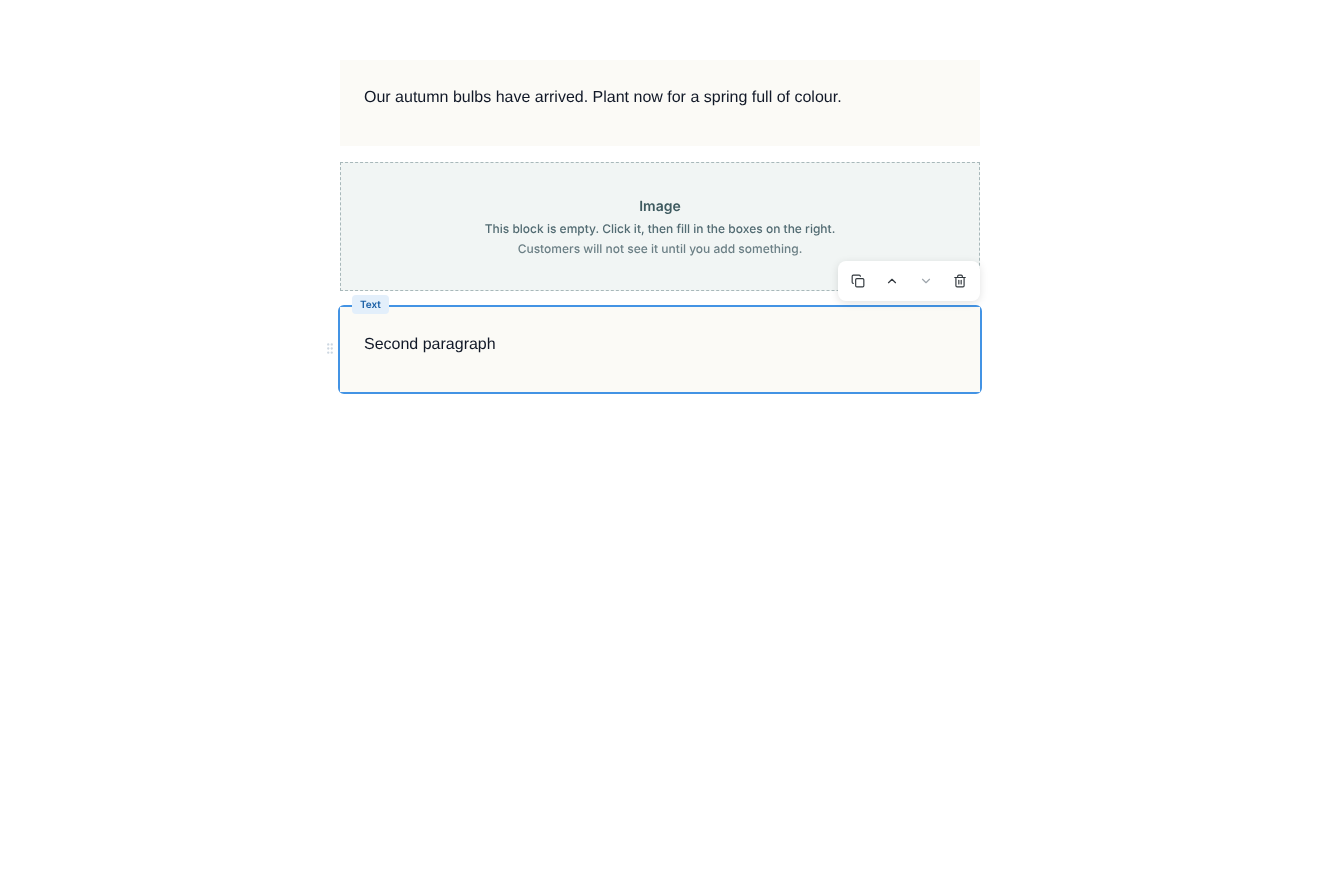 Our autumn bulbs have arrived. Plant now for a spring full of colour.
Image
This block is empty. Click it, then fill in the boxes on the right.
Customers will not see it until you add something.
Text
Second paragraph